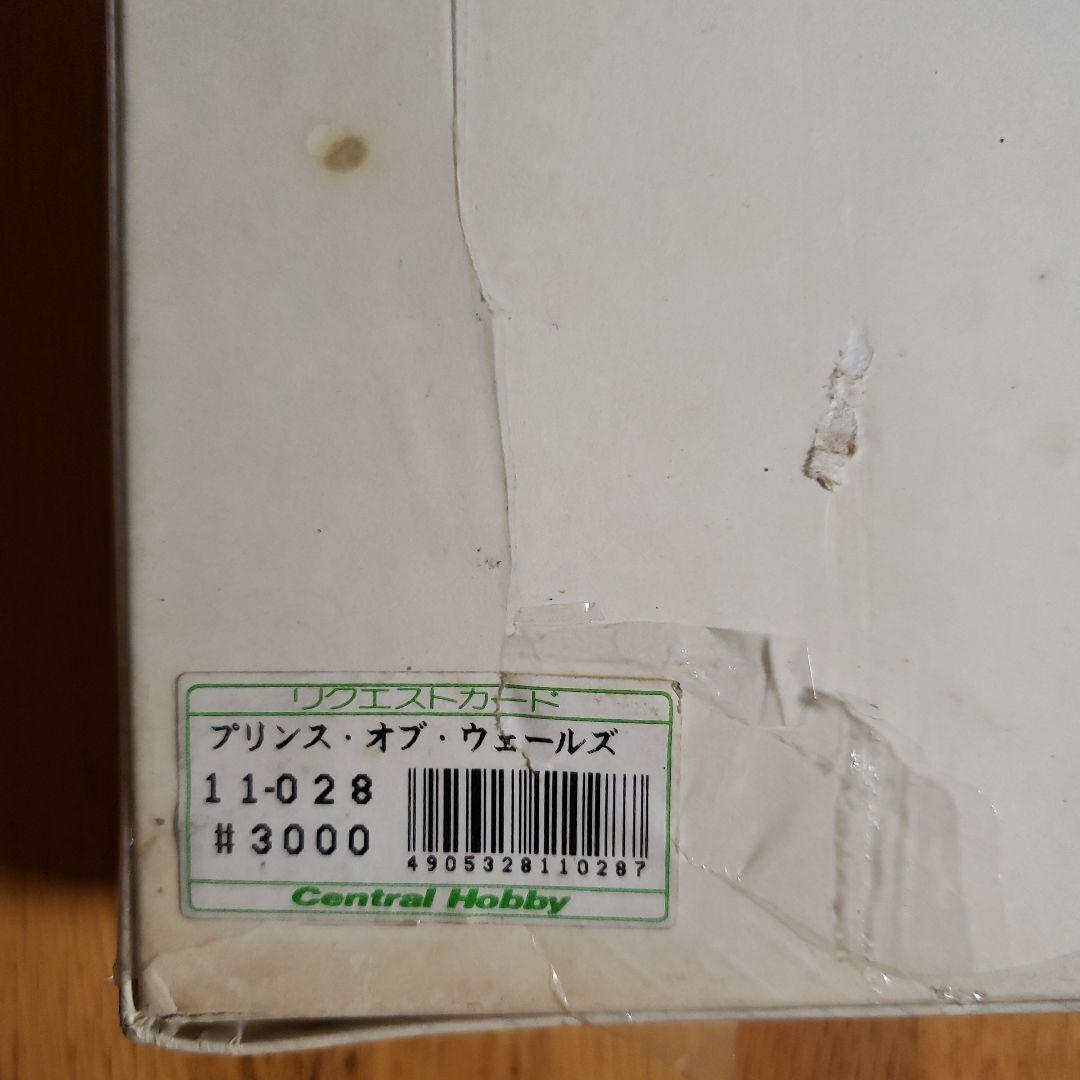 リクエストカード
プリンス・オブ・ウェールズ
11-028
#3000
4905328110287
Central Hobby